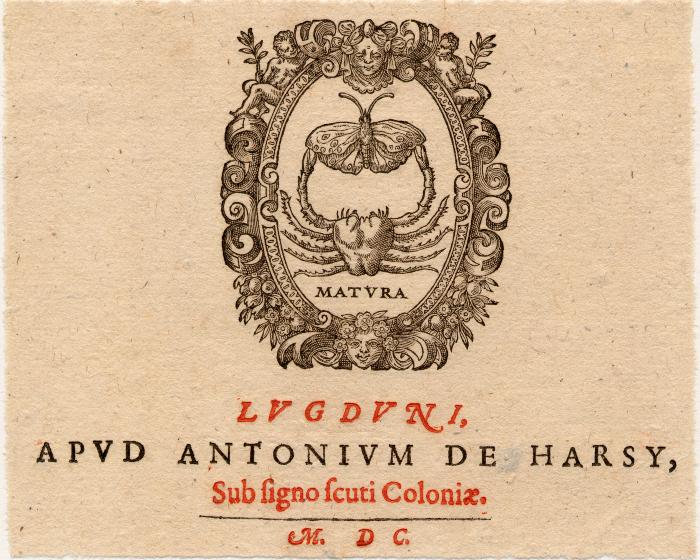 MATVRA
LVGDVNI,
APVD ANTONIVM DE HARSY,
Sub ſigno ſcuti Coloniæ.
M. D C.